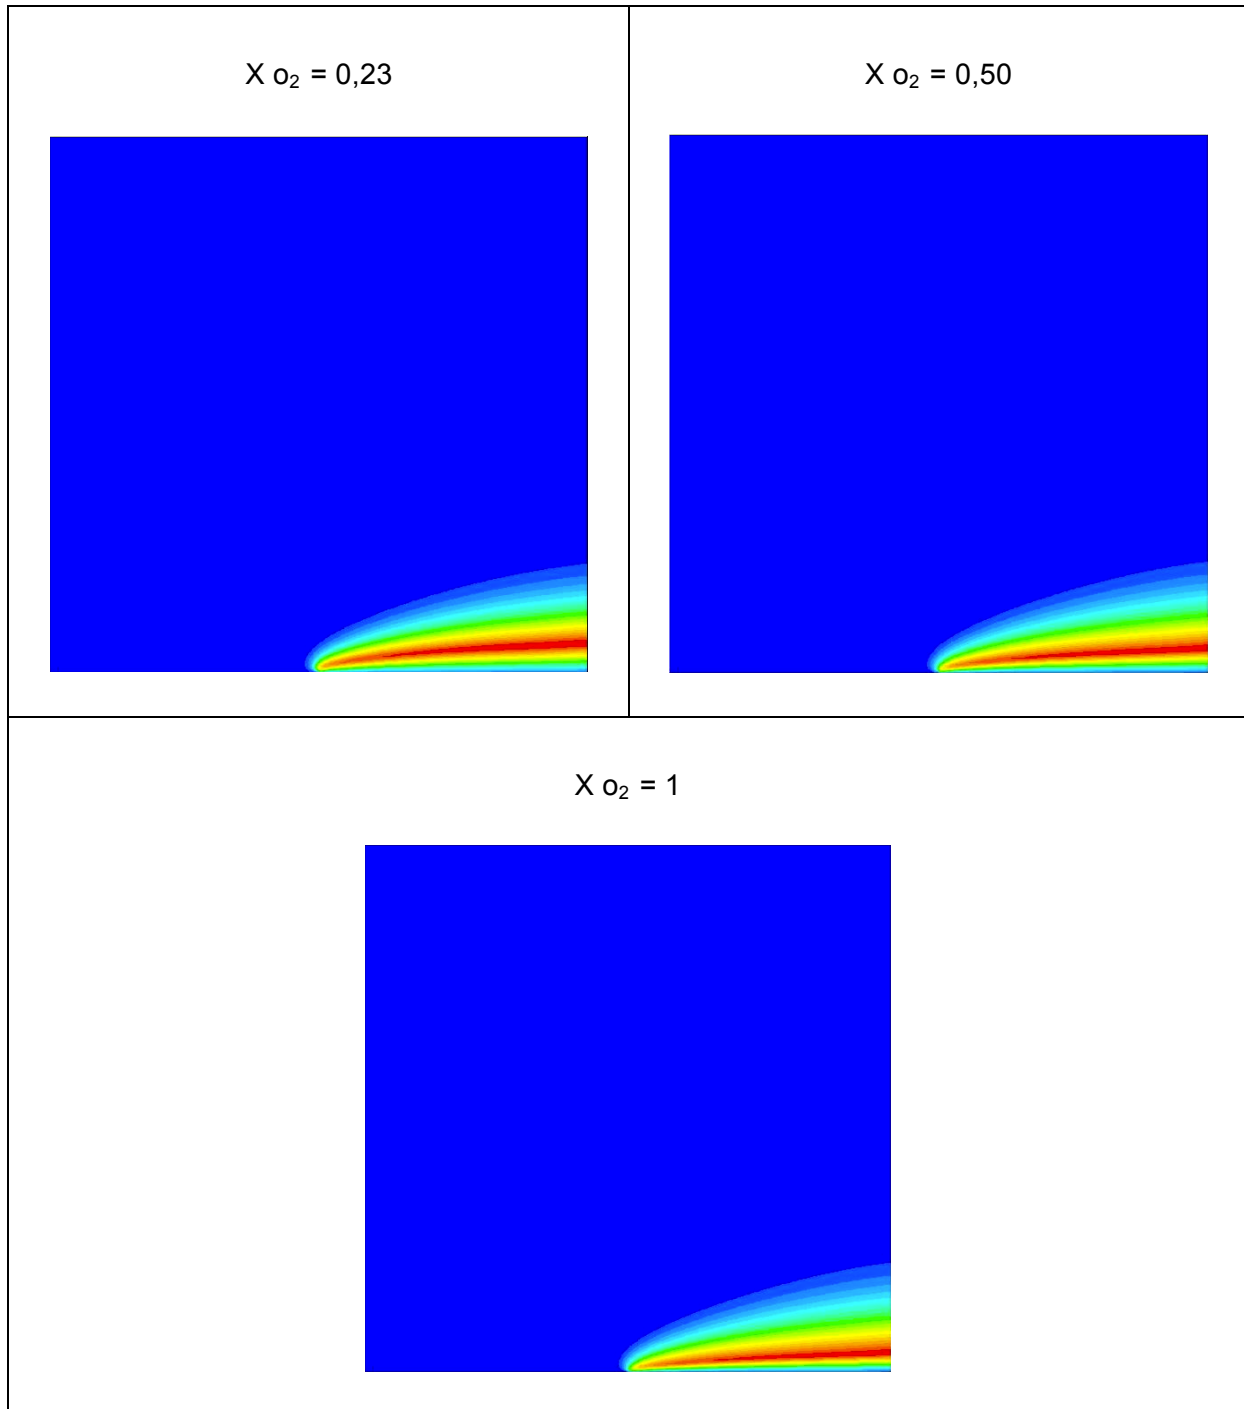 X o₂ = 0,23
X o₂ = 0,50
X o₂ = 1